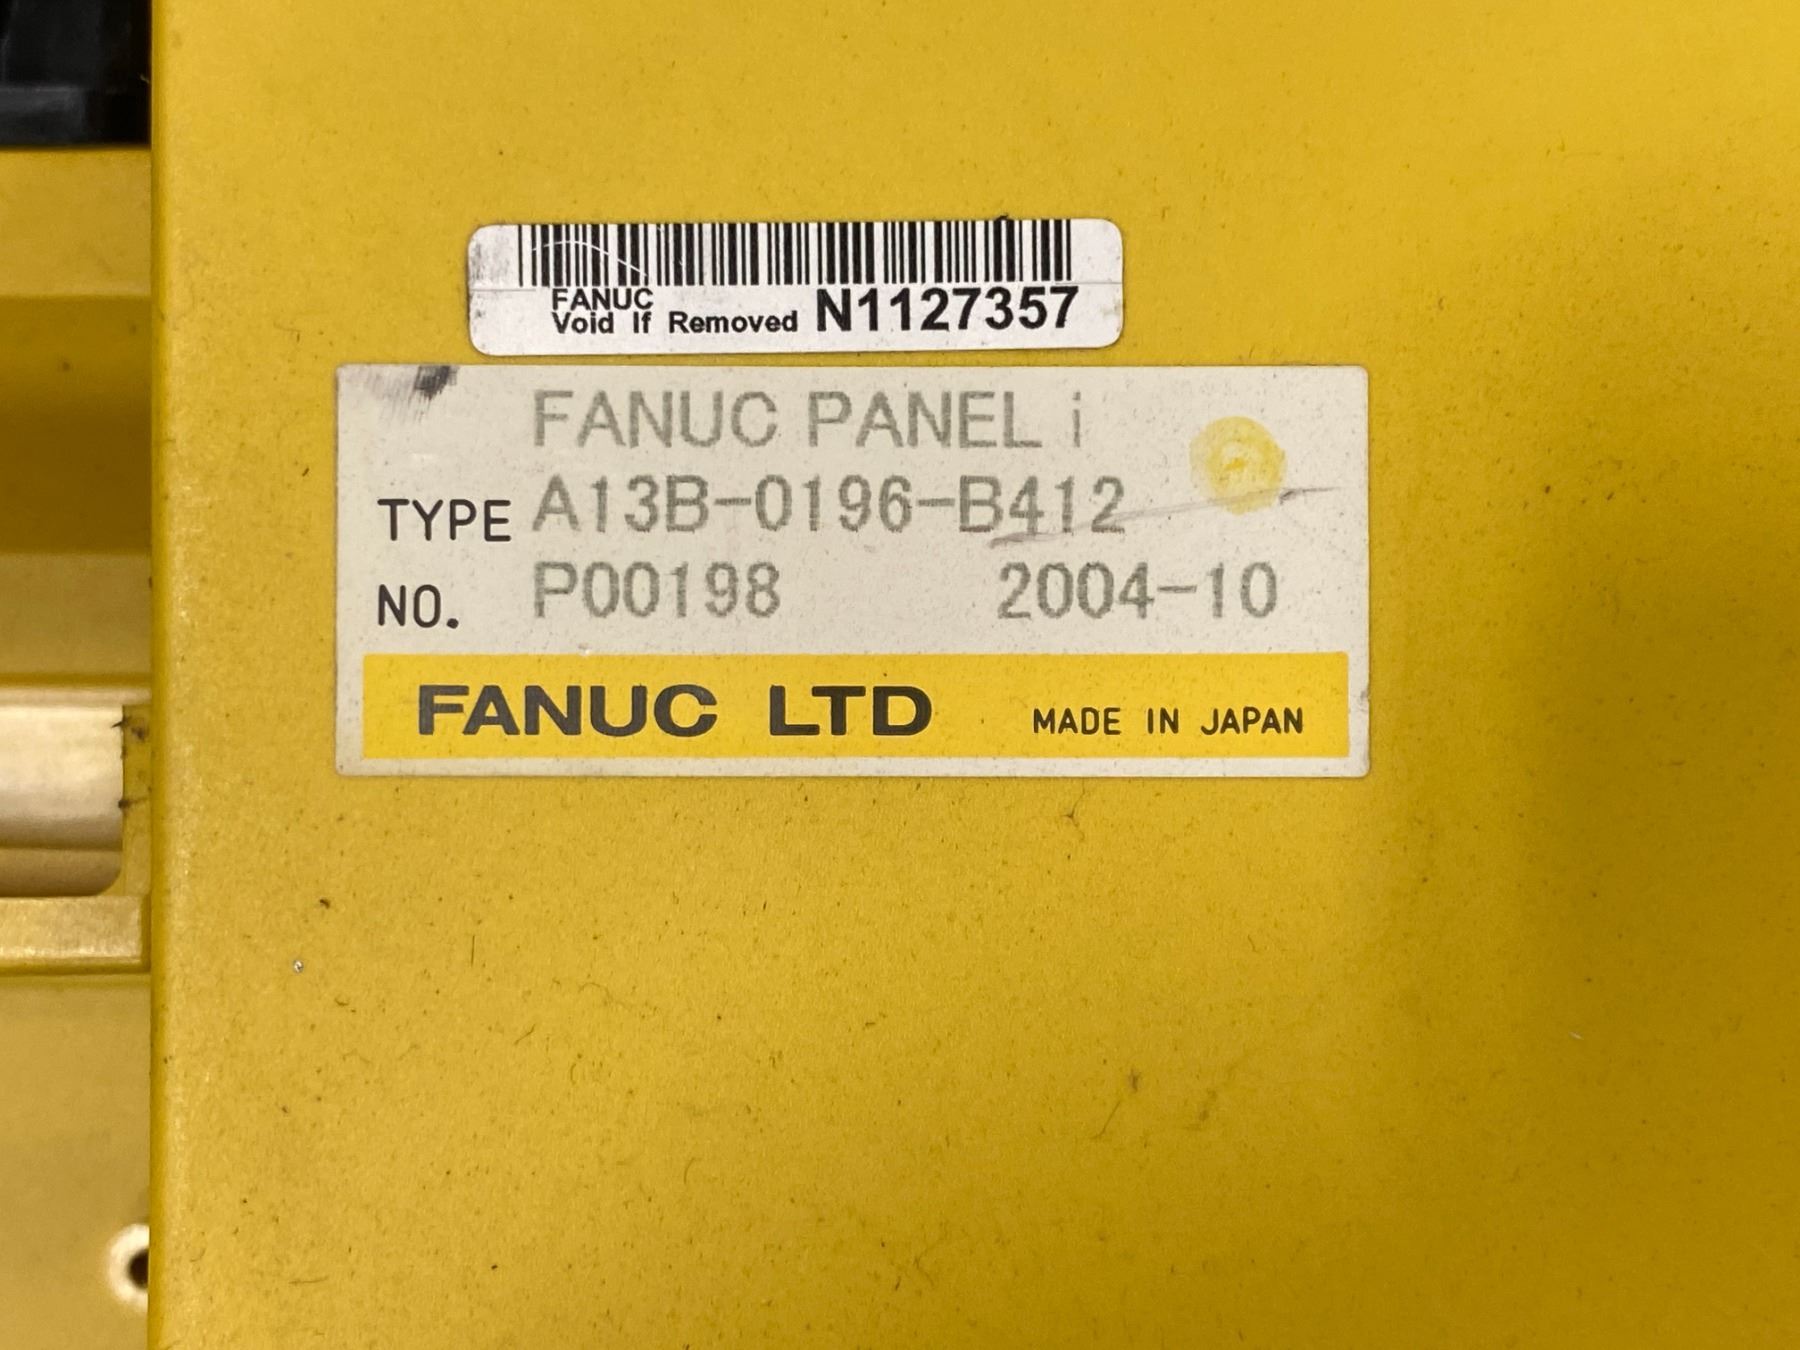 FANUC
Void If Removed N1127357
FANUC PANEL i
TYPE A13B-0196-B412
NO. P00198 2004-10
FANUC LTD MADE IN JAPAN